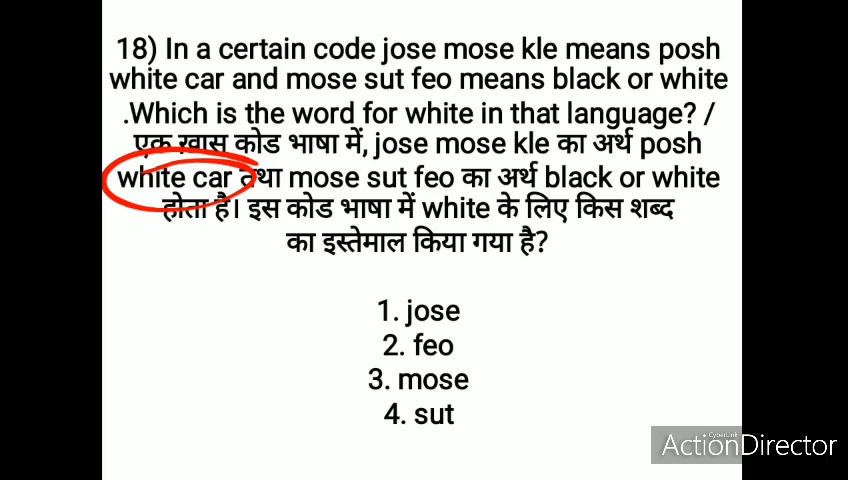 18) In a certain code jose mose kle means posh
white car and mose sut feo means black or white
.Which is the word for white in that language? /
एक खास कोड भाषा में, jose mose kle का अर्थ posh
white car तथा mose sut feo का अर्थ black or white
होता है। इस कोड भाषा में white के लिए किस शब्द
का इस्तेमाल किया गया है?
1. jose
2. feo
3. mose
4. sut
CyberLink
ActionDirector